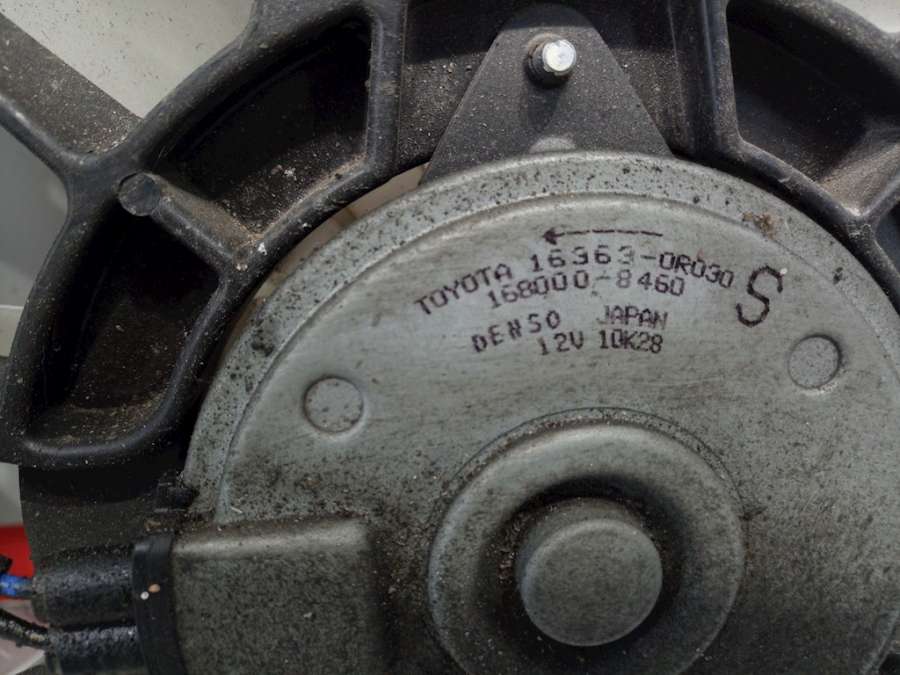 TOYOTA 16363-0R030
168000-8460 S
DENSO JAPAN
12V 10K28